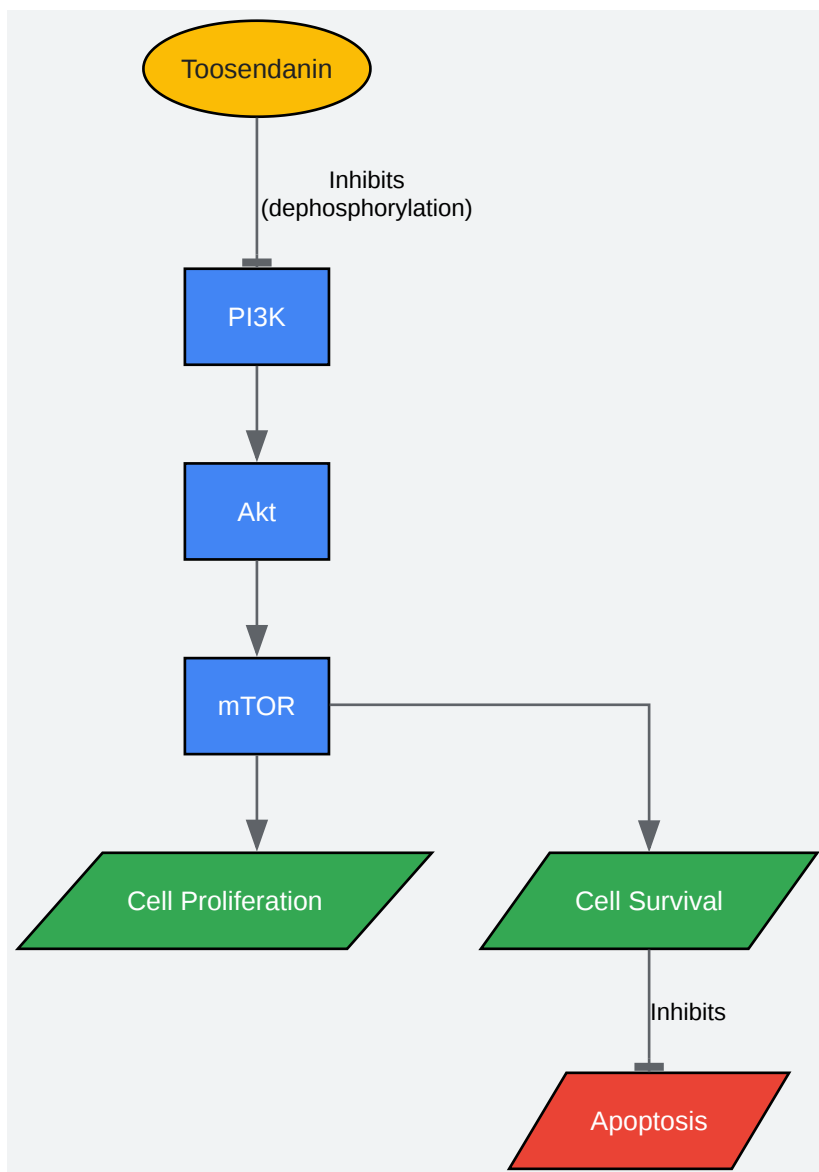 Toosendanin
Inhibits
(dephosphorylation)
PI3K
Akt
mTOR
Cell Proliferation
Cell Survival
Inhibits
Apoptosis